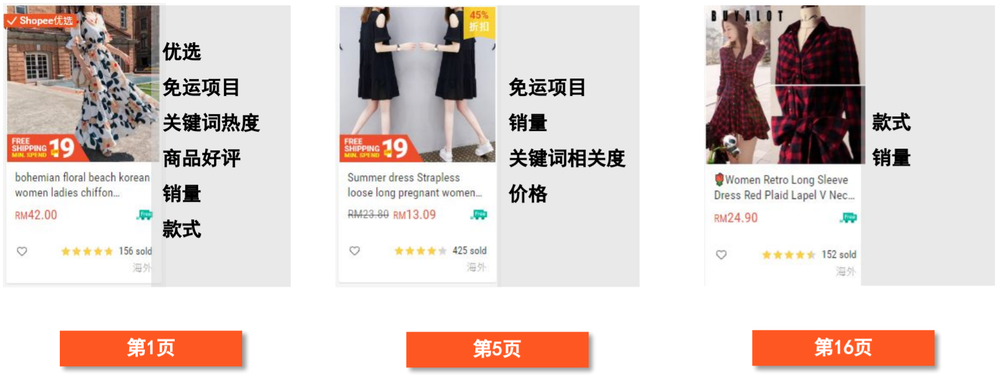 Shopee优选
FREE
SHIPPING
MIN. SPEND
19
bohemian floral beach korean
women ladies chiffon...
RM42.00
Free
156 sold
海外
优选
免运项目
关键词热度
商品好评
销量
款式
第1页
45%
折扣
FREE
SHIPPING
MIN. SPEND
19
Summer dress Strapless
loose long pregnant women...
RM23.80 RM13.09
Free
425 sold
海外
免运项目
销量
关键词相关度
价格
第5页
BUYALOT
🌹Women Retro Long Sleeve
Dress Red Plaid Lapel V Nec...
RM24.90
Free
152 sold
海外
款式
销量
第16页